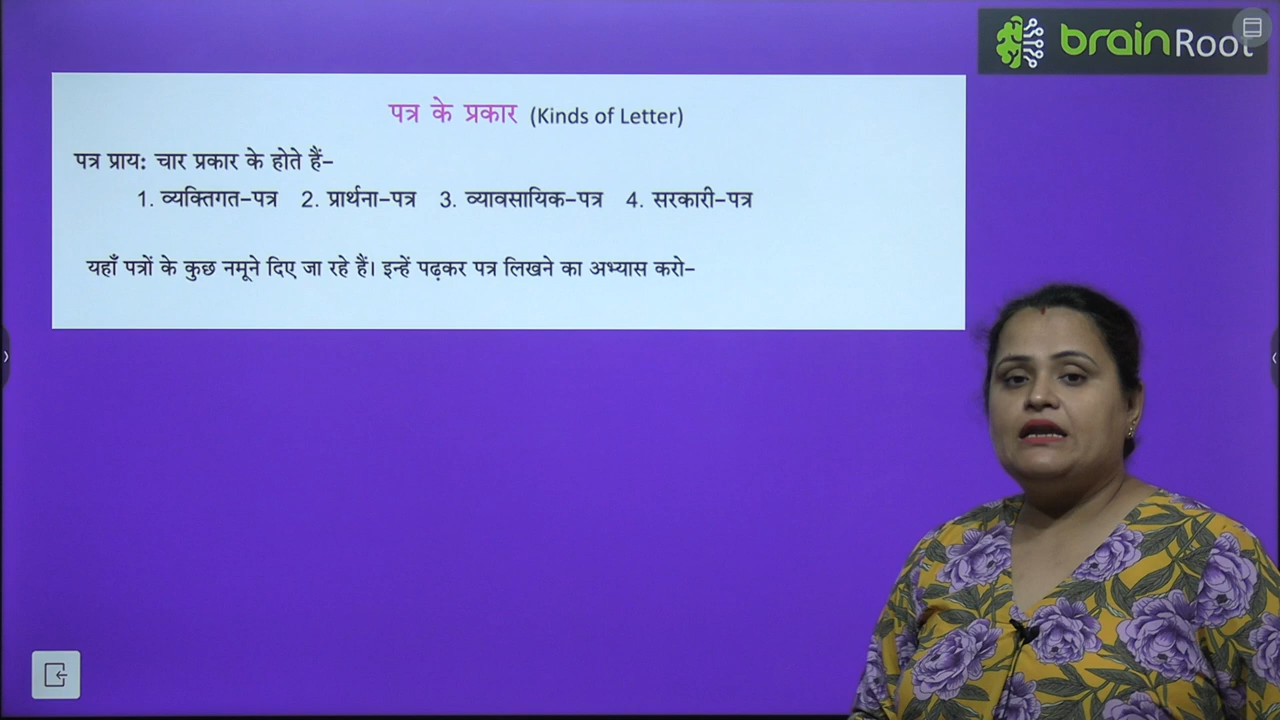 brainRoot
पत्र के प्रकार (Kinds of Letter)
पत्र प्राय: चार प्रकार के होते हैं-
1. व्यक्तिगत-पत्र 2. प्रार्थना-पत्र 3. व्यावसायिक-पत्र 4. सरकारी-पत्र
यहाँ पत्रों के कुछ नमूने दिए जा रहे हैं। इन्हें पढ़कर पत्र लिखने का अभ्यास करो-